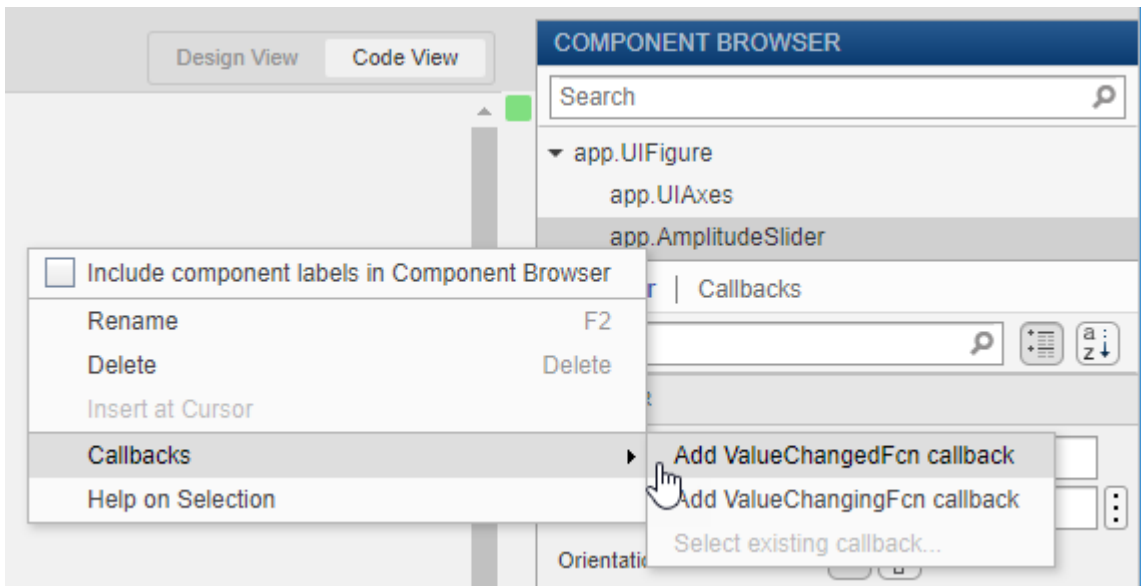 Design View
Code View
COMPONENT BROWSER
Search
app.UIFigure
app.UIAxes
app.AmplitudeSlider
Include component labels in Component Browser
Rename F2
Delete Delete
Insert at Cursor
Callbacks
Help on Selection
r | Callbacks
a z
Add ValueChangedFcn callback
Add ValueChangingFcn callback
Select existing callback...